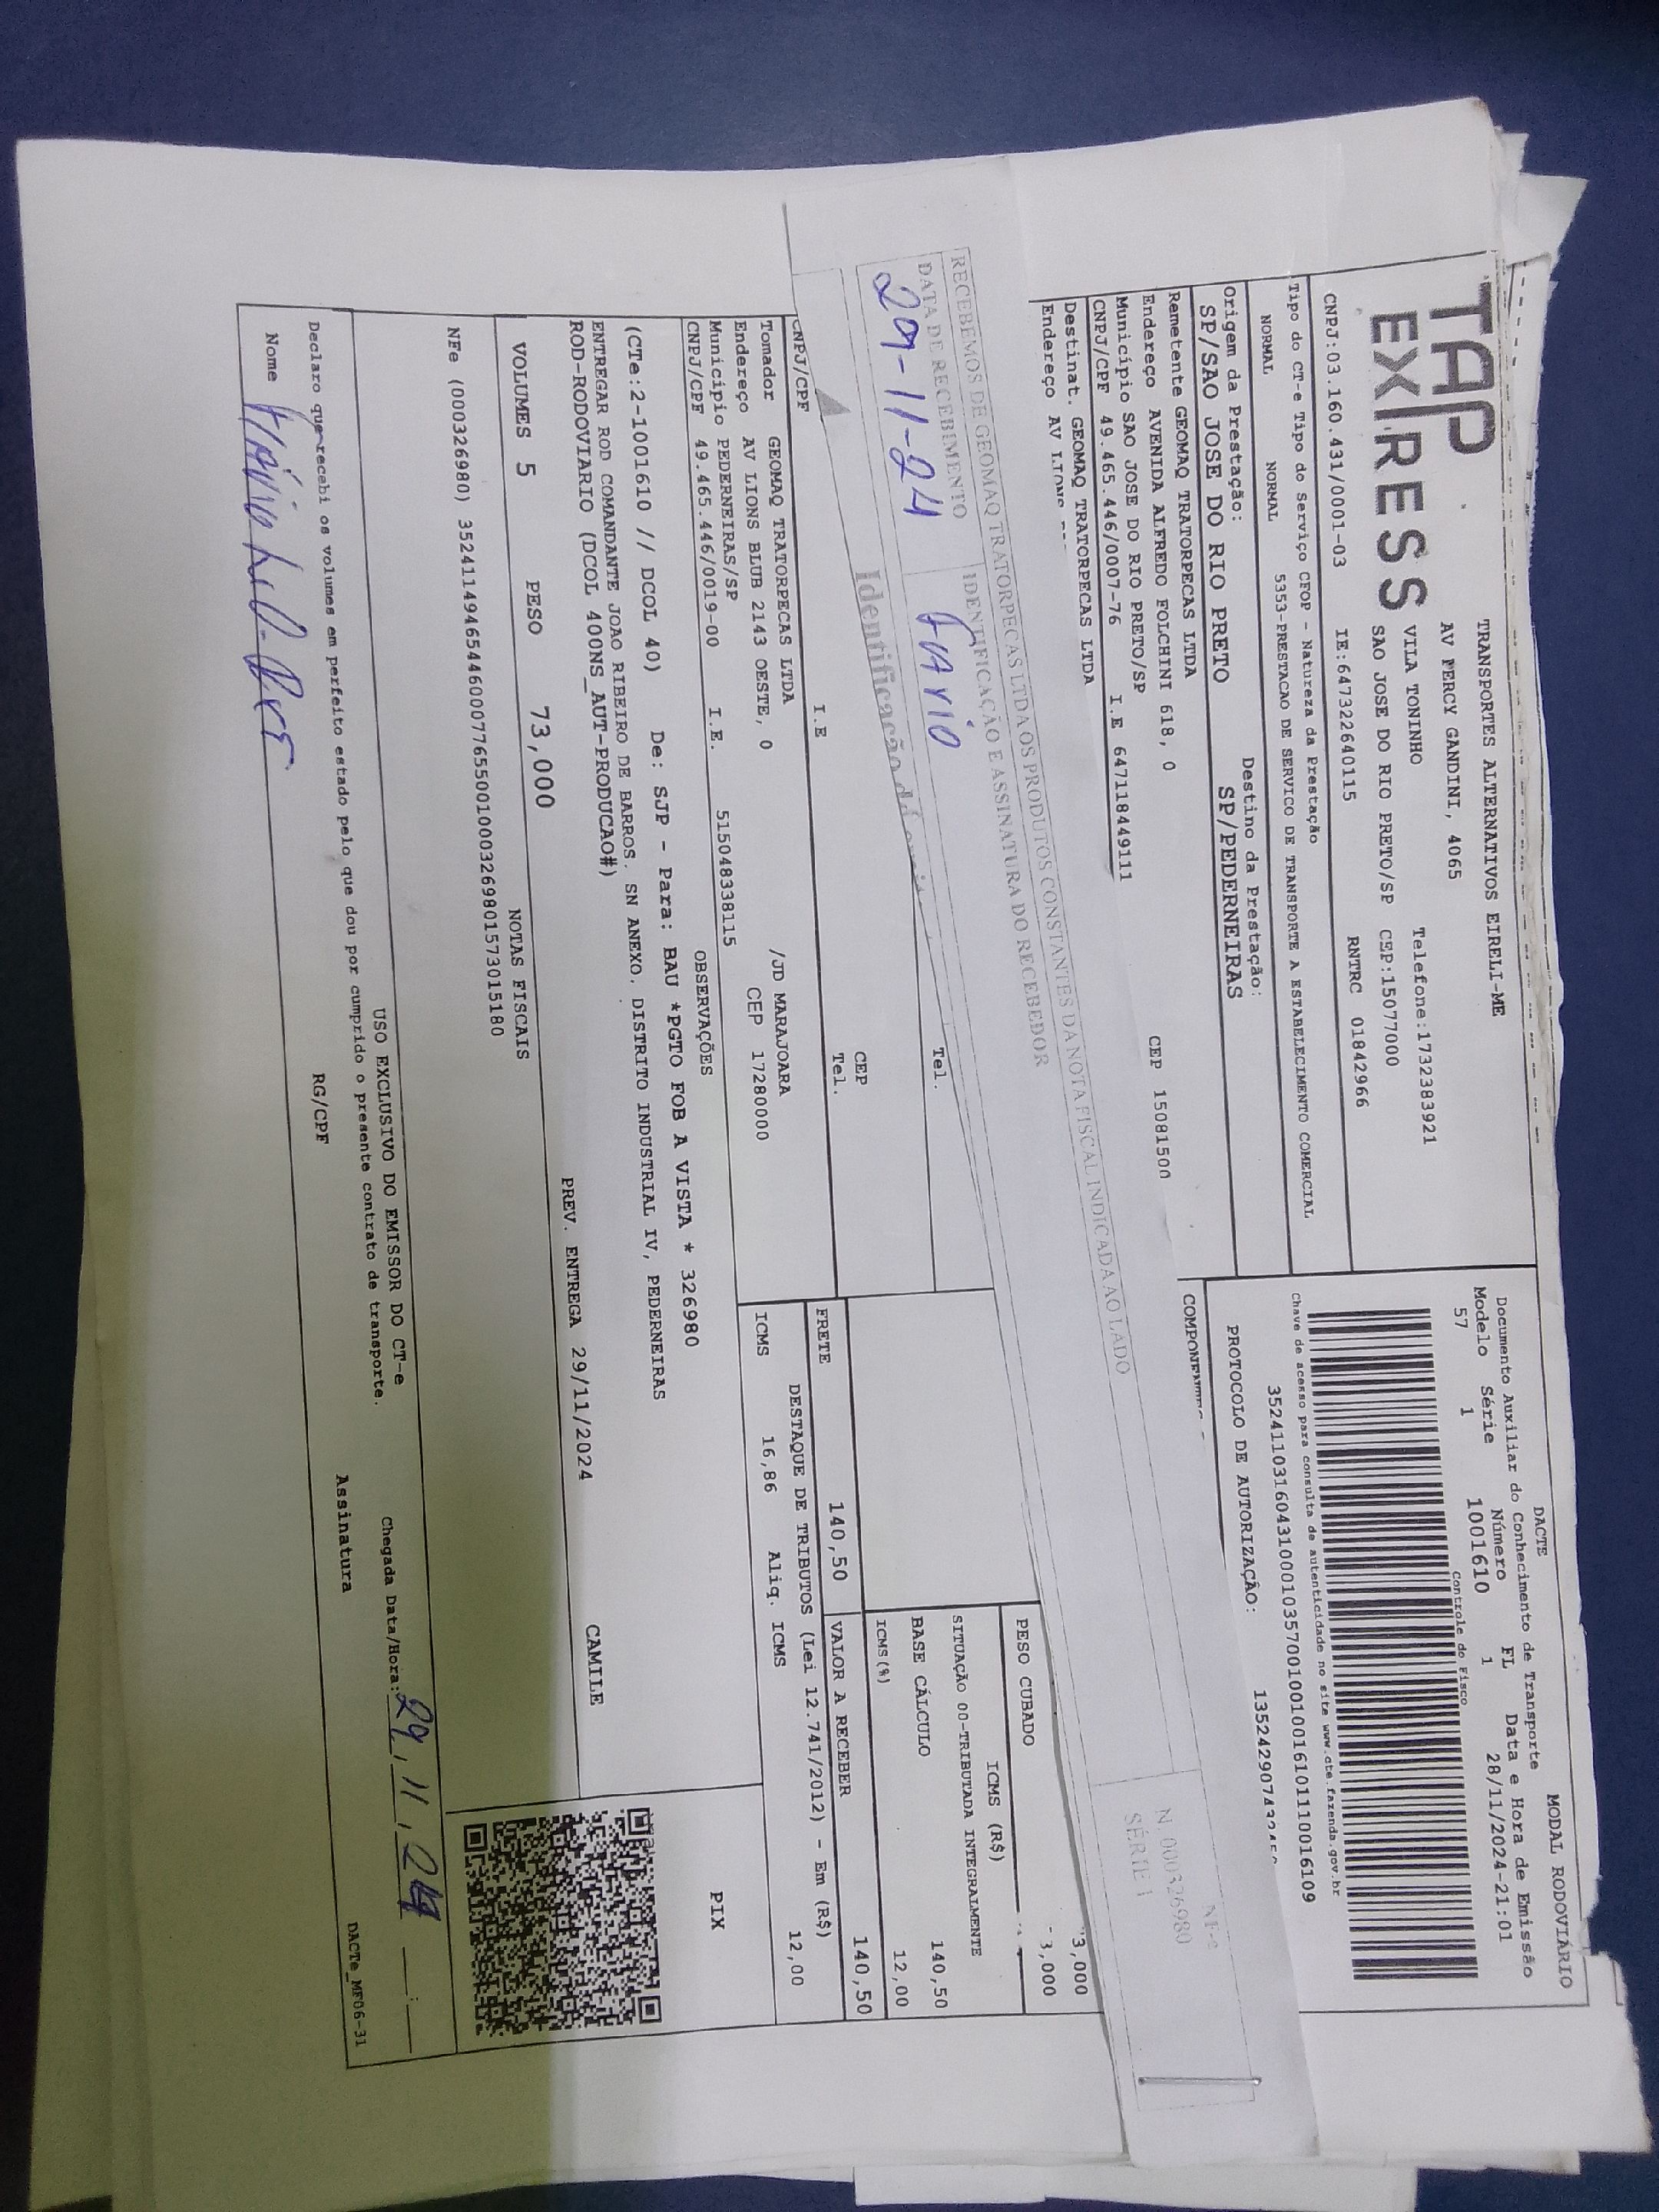 TAP EXPRESS
TRANSPORTES ALTERNATIVOS EIRELI-ME
AV PERCY GANDINI, 4065
VILA TONINHO Telefone:1732383921
SAO JOSE DO RIO PRETO/SP CEP:15077000
CNPJ:03.160.431/0001-03 IE:647322640115 RNTRC 01842966
Tipo do CT-e Tipo do Serviço CFOP - Natureza da Prestação
NORMAL NORMAL 5353-PRESTACAO DE SERVICO DE TRANSPORTE A ESTABELECIMENTO COMERCIAL
Origem da Prestação: Destino da Prestação:
SP/SAO JOSE DO RIO PRETO SP/PEDERNEIRAS
Remetente GEOMAQ TRATORPECAS LTDA
Endereço AVENIDA ALFREDO FOLCHINI 618, 0
Município SAO JOSE DO RIO PRETO/SP CEP 15081500
CNPJ/CPF 49.465.446/0007-76 I.E 647118449111
Destinat. GEOMAQ TRATORPECAS LTDA
Endereço AV LIONS
DACTE MODAL RODOVIÁRIO
Documento Auxiliar do Conhecimento de Transporte
Modelo Série Número FL Data e Hora de Emissão
57 1 1001610 1 28/11/2024-21:01
Controle do Fisco
Chave de acesso para consulta de autenticidade no site www.cte.fazenda.gov.br
35241103160431000103570010010016101110016109
PROTOCOLO DE AUTORIZAÇÃO:
RECEBEMOS DE GEOMAQ TRATORPECAS LTDA OS PRODUTOS CONSTANTES DA NOTA FISCAL INDICADA AO LADO
DATA DE RECEBIMENTO IDENTIFICAÇÃO E ASSINATURA DO RECEBEDOR
29-11-24
NF-e
N 000326980
SÉRIE 1
Identificação
Tel.
CEP
CNPJ/CPF I.E Tel.
PESO CUBADO
ICMS (R$)
SITUAÇÃO 00-TRIBUTADA INTEGRALMENTE
BASE CÁLCULO 140,50
ICMS(%) 12,00
FRETE 140,50 VALOR A RECEBER 140,50
Tomador GEOMAQ TRATORPECAS LTDA
Endereço AV LIONS BLUB 2143 OESTE, 0 /JD MARAJOARA
Município PEDERNEIRAS/SP CEP 17280000
CNPJ/CPF 49.465.446/0019-00 I.E. 515048338115
DESTAQUE DE TRIBUTOS (Lei 12.741/2012) - Em (R$)
ICMS 16,86 Aliq. ICMS 12,00
OBSERVAÇÕES
(CTe:2-1001610 // DCOL 40) De: SJP - Para: BAU *PGTO FOB A VISTA * 326980
ENTREGAR ROD COMANDANTE JOAO RIBEIRO DE BARROS. SN ANEXO. DISTRITO INDUSTRIAL IV, PEDERNEIRAS
ROD-RODOVIARIO (DCOL 400NS_AUT-PRODUCAO#)
PREV. ENTREGA 29/11/2024 CAMILE
PIX
VOLUMES 5 PESO 73,000
NOTAS FISCAIS
NFe (000326980) 35241149465446000776550010003269801573015180
USO EXCLUSIVO DO EMISSOR DO CT-e
Declaro que recebi os volumes em perfeito estado pelo que dou por cumprido o presente contrato de transporte.
Chegada Data/Hora: 29, 11, 24
Nome RG/CPF Assinatura
DACTe_MF06-31